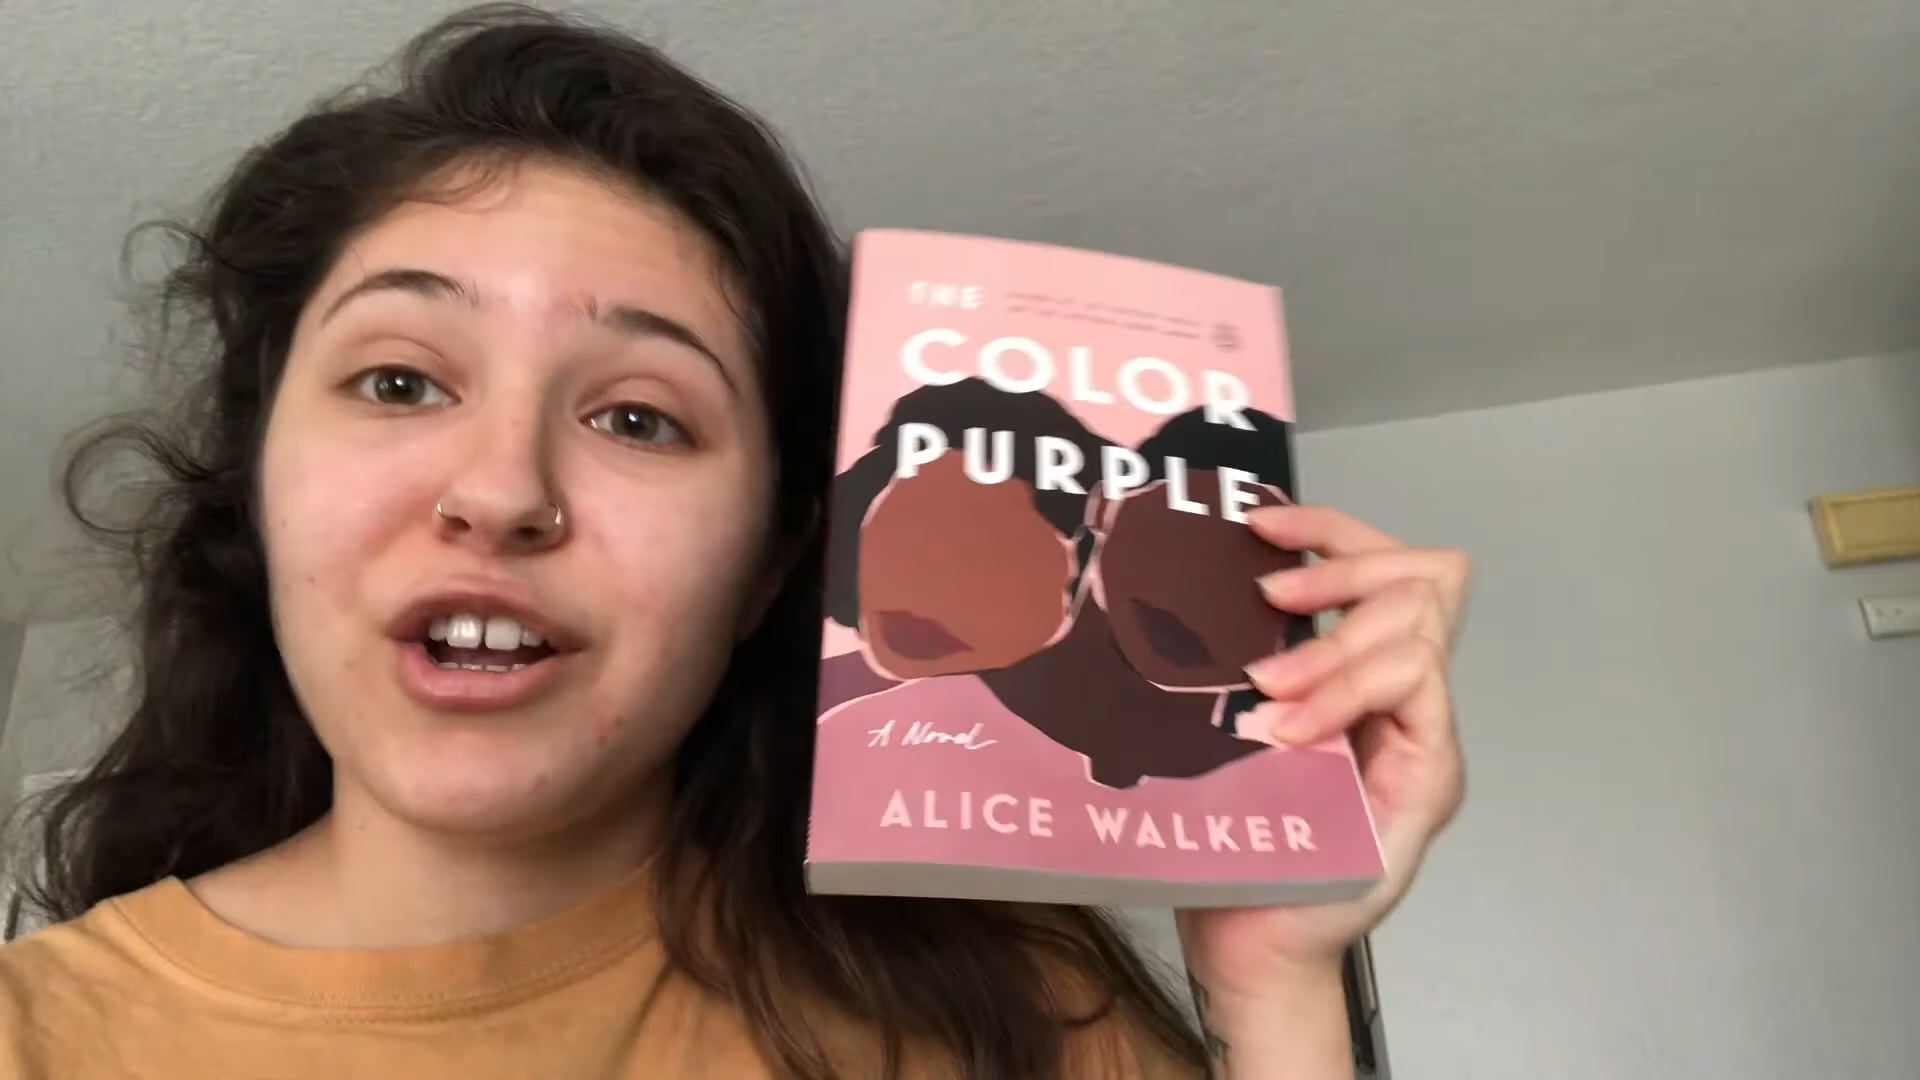 THE
COLOR
PURPLE
A Novel
ALICE WALKER